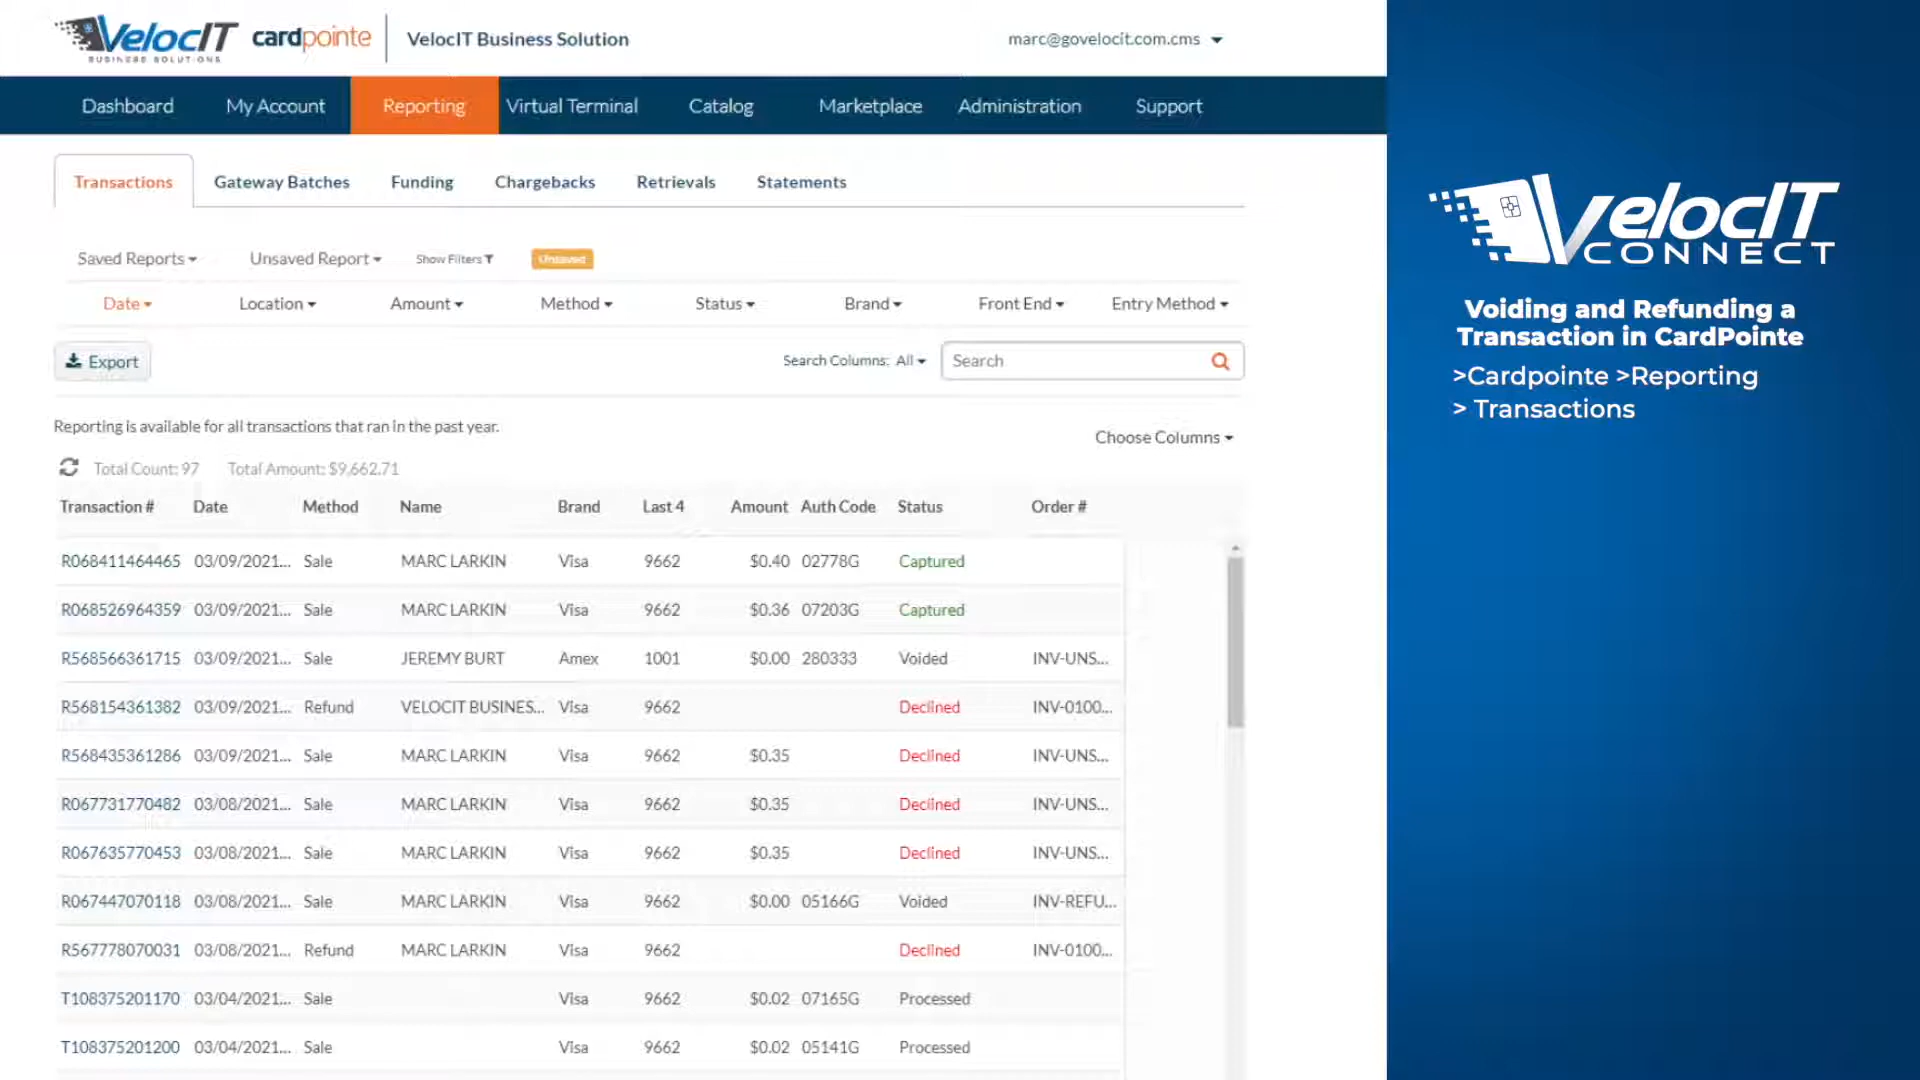 VelocIT
BUSINESS SOLUTIONS
cardpointe
VelocIT Business Solution
marc@govelocit.com.cms
Dashboard My Account Reporting Virtual Terminal Catalog Marketplace Administration Support
Transactions Gateway Batches Funding Chargebacks Retrievals Statements
Saved Reports Unsaved Report Show Filters Unsaved
Date Location Amount Method Status Brand Front End Entry Method
Export Search Columns: All Search
Reporting is available for all transactions that ran in the past year.
Choose Columns
Total Count: 97 Total Amount: $9,662.71
Transaction # Date Method Name Brand Last 4 Amount Auth Code Status Order #
R068411464465 03/09/2021... Sale MARC LARKIN Visa 9662 $0.40 02778G Captured
R068526964359 03/09/2021... Sale MARC LARKIN Visa 9662 $0.36 07203G Captured
R568566361715 03/09/2021... Sale JEREMY BURT Amex 1001 $0.00 280333 Voided INV-UNS...
R568154361382 03/09/2021... Refund VELOCIT BUSINES... Visa 9662 Declined INV-0100...
R568435361286 03/09/2021... Sale MARC LARKIN Visa 9662 $0.35 Declined INV-UNS...
R067731770482 03/08/2021... Sale MARC LARKIN Visa 9662 $0.35 Declined INV-UNS...
R067635770453 03/08/2021... Sale MARC LARKIN Visa 9662 $0.35 Declined INV-UNS...
R067447070118 03/08/2021... Sale MARC LARKIN Visa 9662 $0.00 05166G Voided INV-REFU...
R567778070031 03/08/2021... Refund MARC LARKIN Visa 9662 Declined INV-0100...
T108375201170 03/04/2021... Sale Visa 9662 $0.02 07165G Processed
T108375201200 03/04/2021... Sale Visa 9662 $0.02 05141G Processed
VelocIT
CONNECT
Voiding and Refunding a
Transaction in CardPointe
>Cardpointe >Reporting
> Transactions